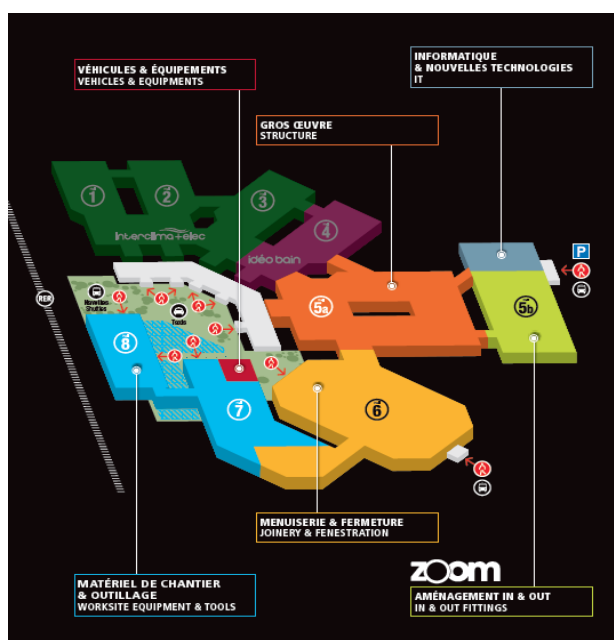 INFORMATIQUE
& NOUVELLES TECHNOLOGIES
IT
VÉHICULES & ÉQUIPEMENTS
VEHICLES & EQUIPMENTS
GROS ŒUVRE
STRUCTURE
1
2
3
4
interclima+elec
idéobain
P
RER
Navettes
Shuttles
Taxis
5a
5b
8
7
6
MENUISERIE & FERMETURE
JOINERY & FENESTRATION
zoom
MATÉRIEL DE CHANTIER
& OUTILLAGE
WORKSITE EQUIPMENT & TOOLS
AMÉNAGEMENT IN & OUT
IN & OUT FITTINGS